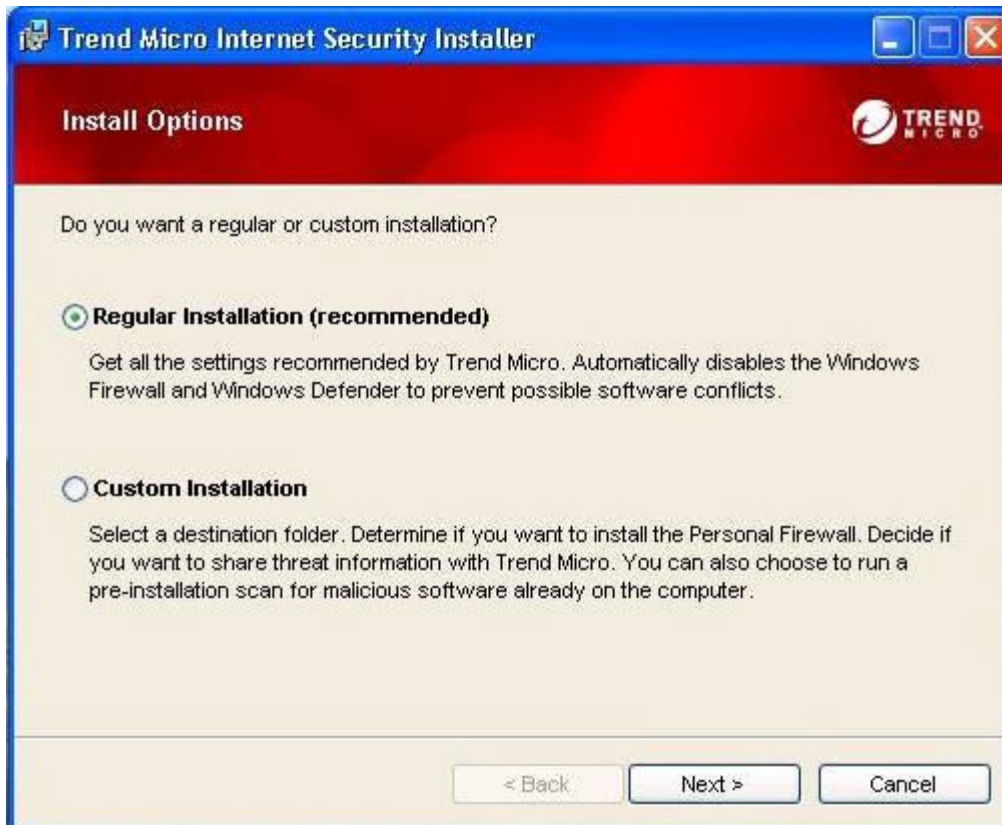 Trend Micro Internet Security Installer
Install Options
TREND
MICRO
Do you want a regular or custom installation?
Regular Installation (recommended)
Get all the settings recommended by Trend Micro. Automatically disables the Windows
Firewall and Windows Defender to prevent possible software conflicts.
Custom Installation
Select a destination folder. Determine if you want to install the Personal Firewall. Decide if
you want to share threat information with Trend Micro. You can also choose to run a
pre-installation scan for malicious software already on the computer.
< Back
Next >
Cancel